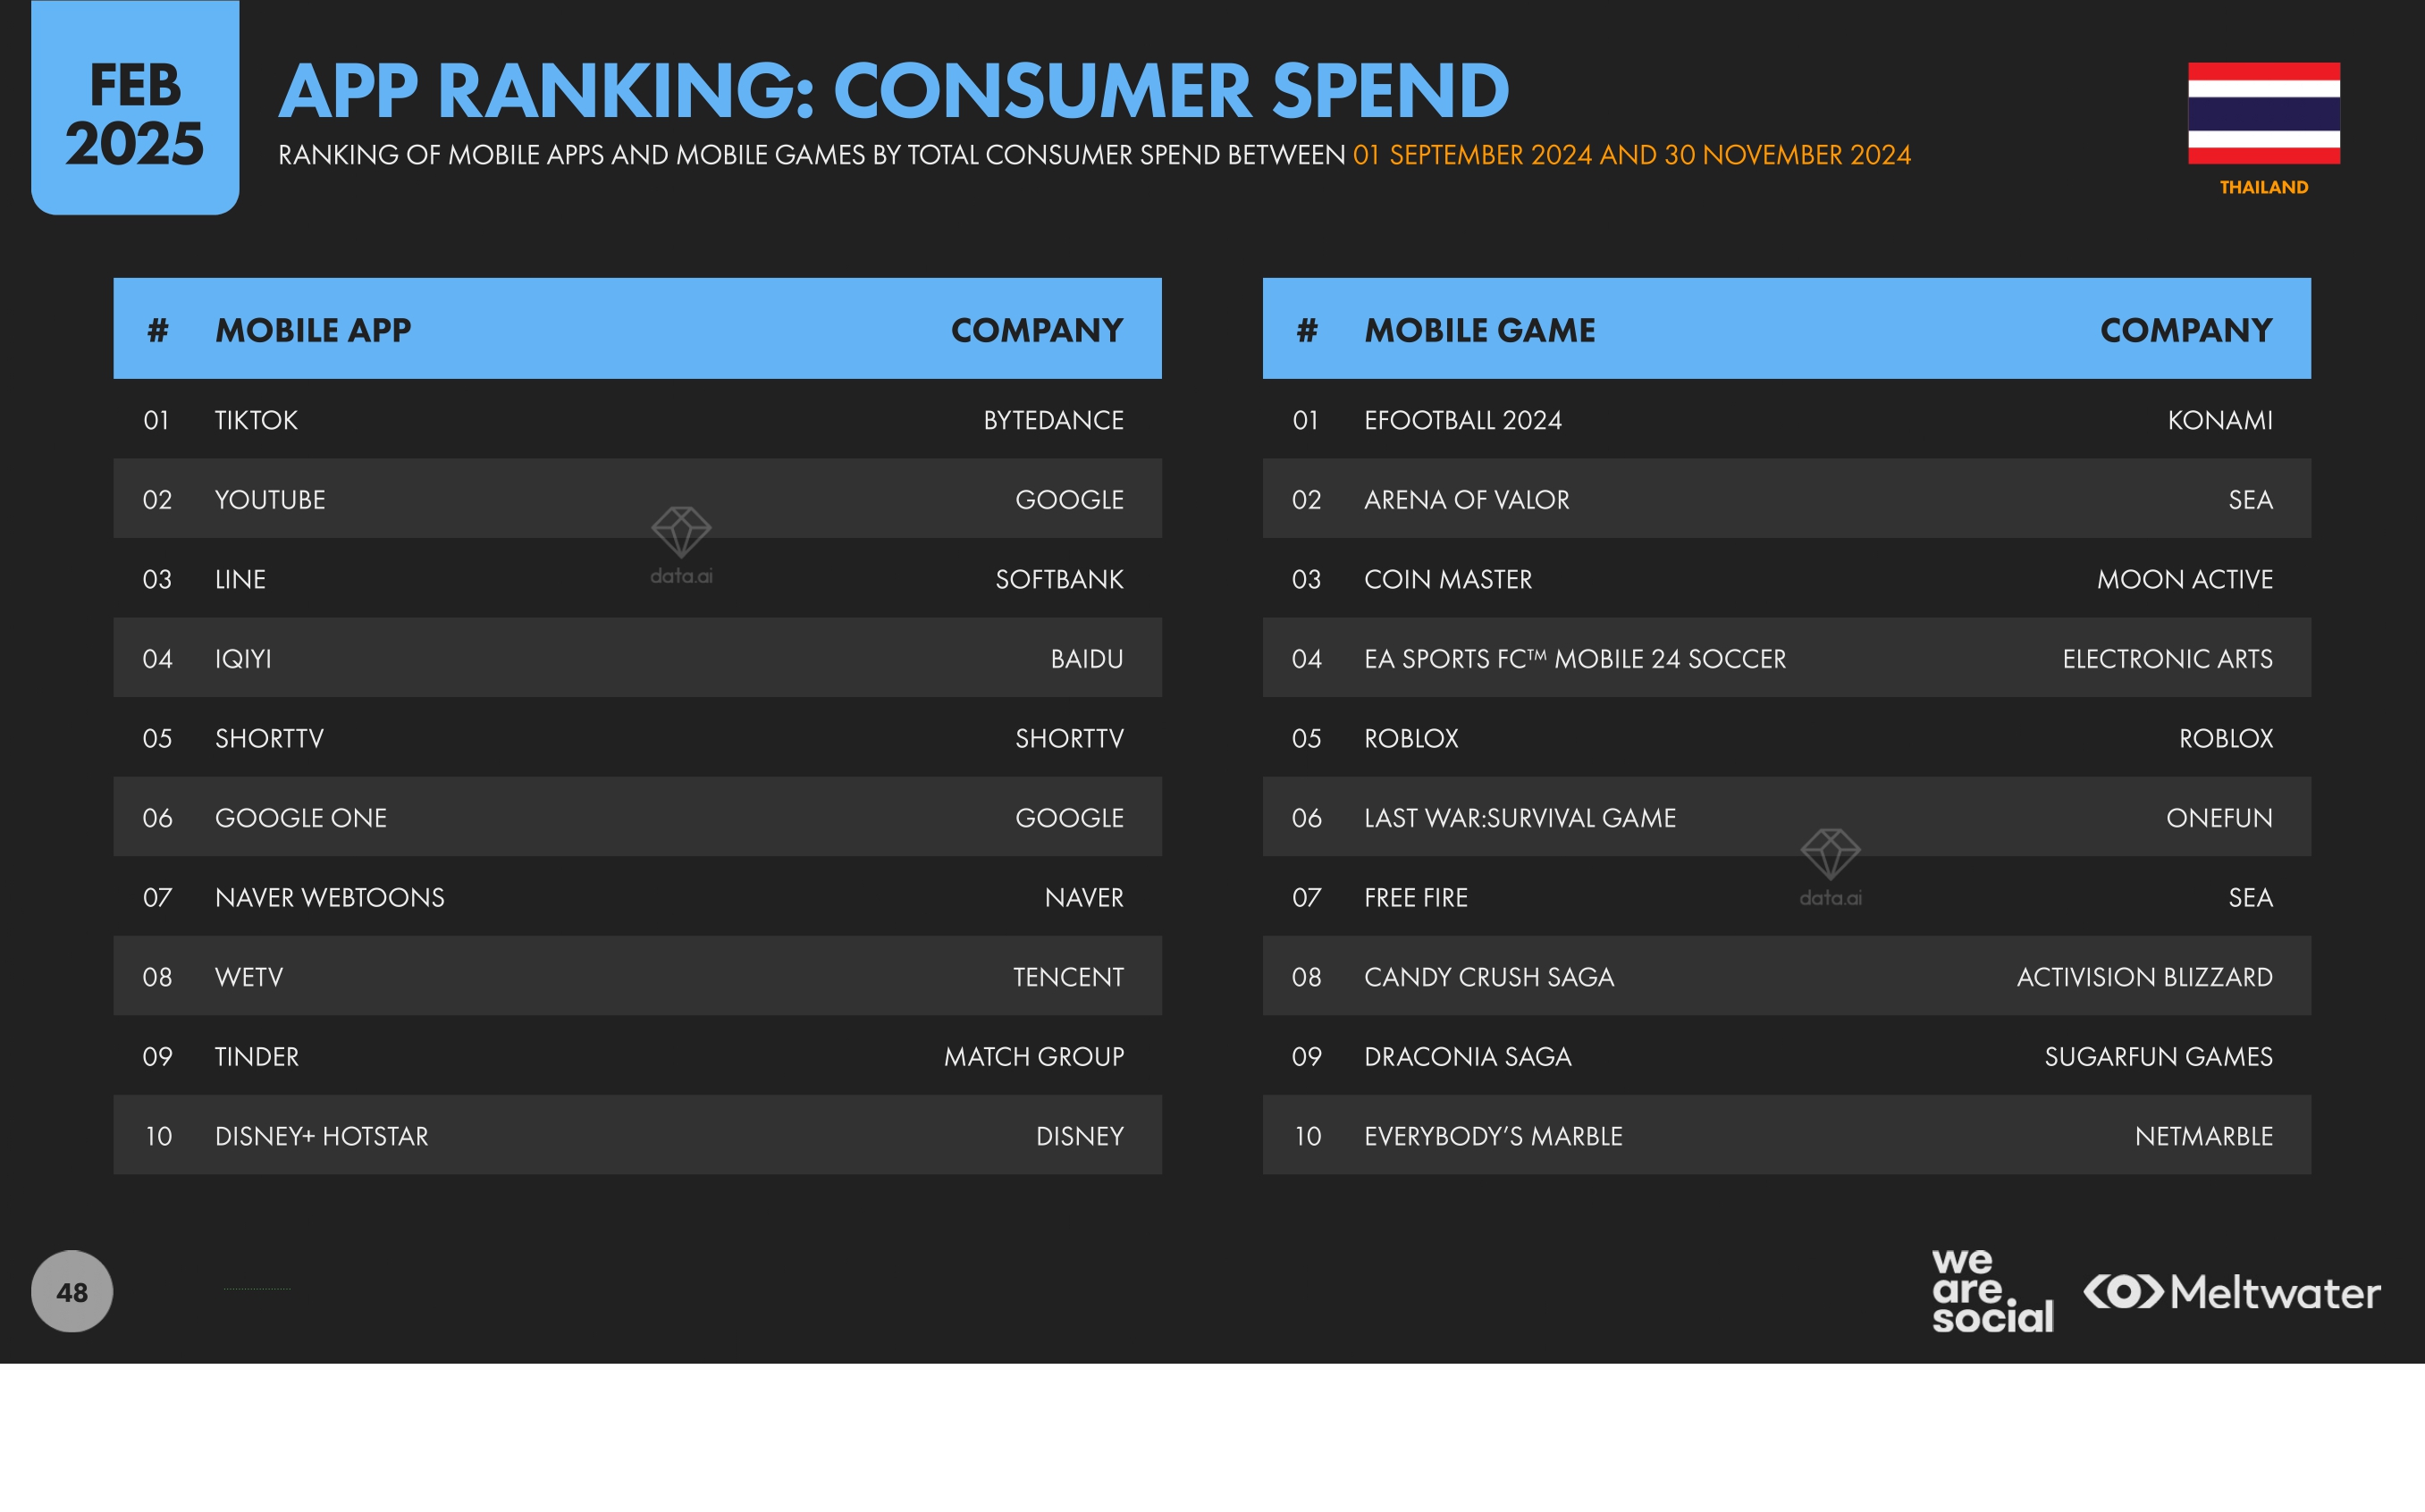 FEB
2025
APP RANKING: CONSUMER SPEND
RANKING OF MOBILE APPS AND MOBILE GAMES BY TOTAL CONSUMER SPEND BETWEEN 01 SEPTEMBER 2024 AND 30 NOVEMBER 2024
THAILAND
# MOBILE APP COMPANY
01 TIKTOK BYTEDANCE
02 YOUTUBE GOOGLE
03 LINE SOFTBANK
04 IQIYI BAIDU
05 SHORTTV SHORTTV
06 GOOGLE ONE GOOGLE
07 NAVER WEBTOONS NAVER
08 WETV TENCENT
09 TINDER MATCH GROUP
10 DISNEY+ HOTSTAR DISNEY
data.ai
# MOBILE GAME COMPANY
01 EFOOTBALL 2024 KONAMI
02 ARENA OF VALOR SEA
03 COIN MASTER MOON ACTIVE
04 EA SPORTS FC™ MOBILE 24 SOCCER ELECTRONIC ARTS
05 ROBLOX ROBLOX
06 LAST WAR:SURVIVAL GAME ONEFUN
07 FREE FIRE SEA
08 CANDY CRUSH SAGA ACTIVISION BLIZZARD
09 DRACONIA SAGA SUGARFUN GAMES
10 EVERYBODY’S MARBLE NETMARBLE
data.ai
48
we
are
social
Meltwater